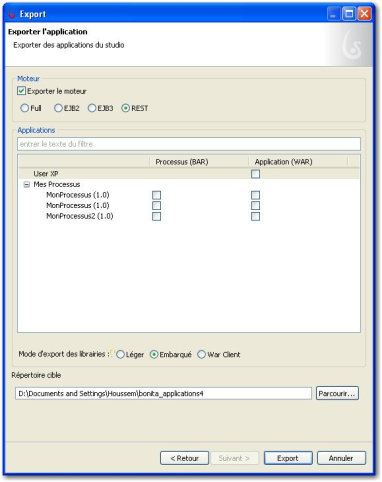 Export
Exporter l'application
Exporter des applications du studio
Moteur
Exporter le moteur
Full EJB2 EJB3 REST
Applications
entrer le texte du filtre
Processus (BAR) Application (WAR)
User XP
Mes Processus
MonProcessus (1.0)
MonProcessus (1.0)
MonProcessus2 (1.0)
Mode d'export des librairies : Léger Embarqué War Client
Répertoire cible
D:\Documents and Settings\Houssem\bonita_applications4 Parcourir...
< Retour Suivant > Export Annuler